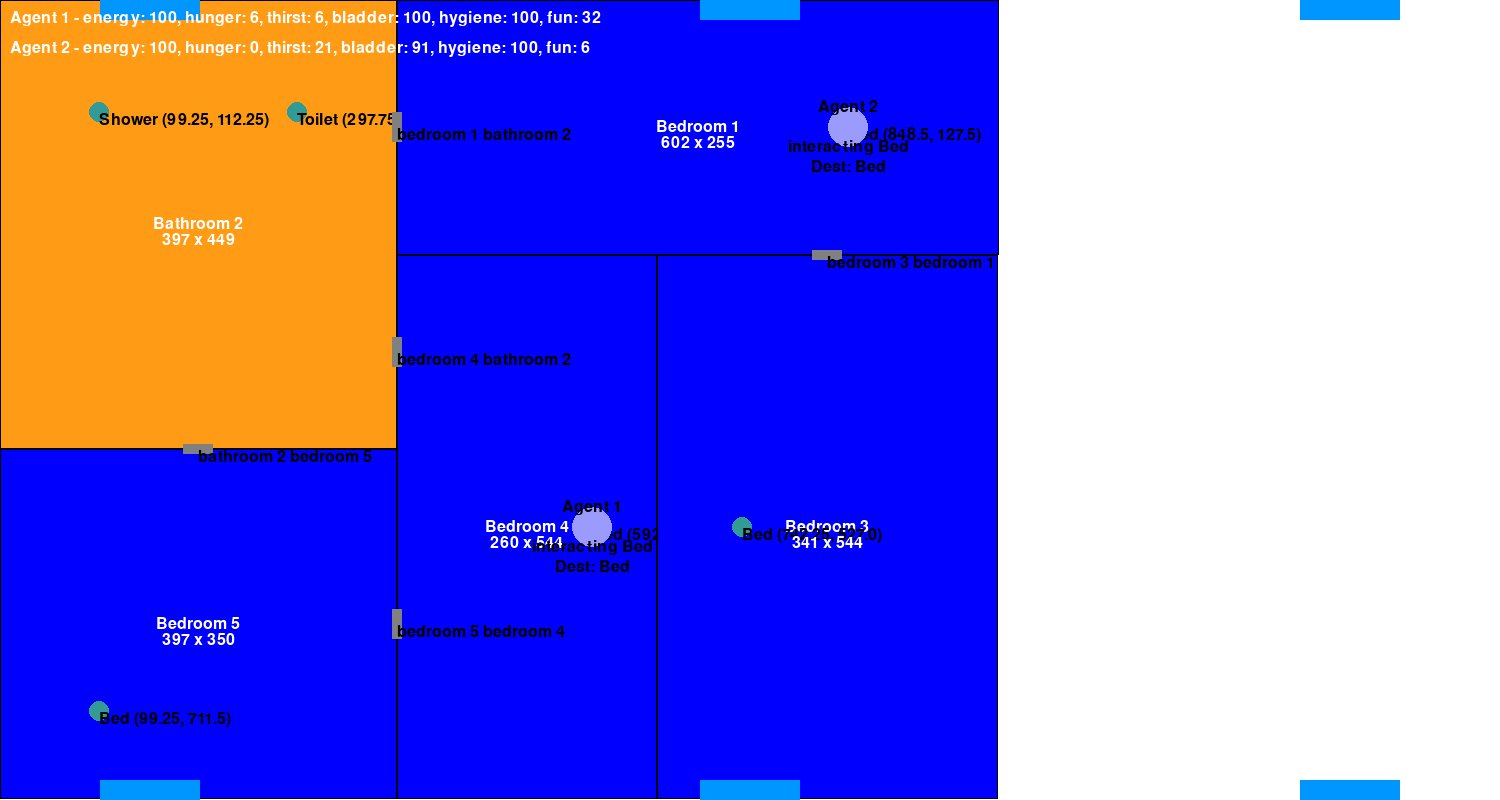 Agent 1 - energy: 100, hunger: 6, thirst: 6, bladder: 100, hygiene: 100, fun: 32
Agent 2 - energy: 100, hunger: 0, thirst: 21, bladder: 91, hygiene: 100, fun: 6
Shower (99.25, 112.25)
Toilet (297.75
bedroom 1 bathroom 2
Bedroom 1
602 x 255
Agent 2
d (848.5, 127.5)
interacting Bed
Dest: Bed
Bathroom 2
397 x 449
bedroom 3 bedroom 1
bedroom 4 bathroom 2
bathroom 2 bedroom 5
Agent 1
Bedroom 4
260 x 544
d (592
interacting Bed
Dest: Bed
Bedroom 3
341 x 544
Bed
bedroom 5 bedroom 4
Bedroom 5
397 x 350
Bed (99.25, 711.5)